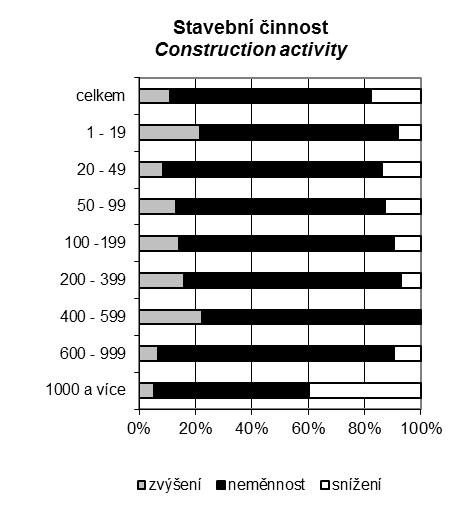 Stavební činnost
Construction activity
celkem
1 - 19
20 - 49
50 - 99
100 -199
200 - 399
400 - 599
600 - 999
1000 a více
0% 20% 40% 60% 80% 100%
zvýšení neměnnost snížení